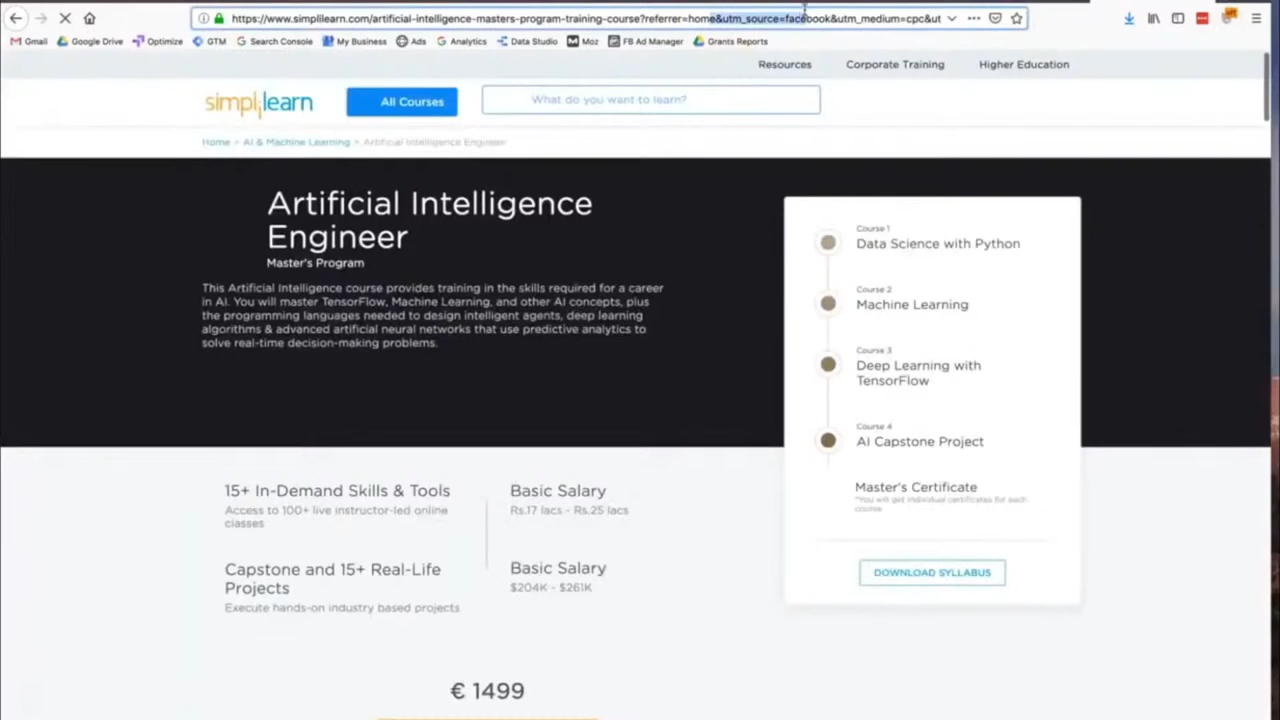 https://www.simplilearn.com/artificial-intelligence-masters-program-training-course?referrer=home&utm_source=facebook&utm_medium=cpc&ut
Gmail Google Drive Optimize GTM Search Console My Business Ads Analytics Data Studio Moz FB Ad Manager Grants Reports
Resources Corporate Training Higher Education
simplilearn All Courses What do you want to learn?
Home > AI & Machine Learning > Artificial Intelligence Engineer
Artificial Intelligence
Engineer
Master's Program
This Artificial Intelligence course provides training in the skills required for a career
in AI. You will master TensorFlow, Machine Learning, and other AI concepts, plus
the programming languages needed to design intelligent agents, deep learning
algorithms & advanced artificial neural networks that use predictive analytics to
solve real-time decision-making problems.
Course 1
Data Science with Python
Course 2
Machine Learning
Course 3
Deep Learning with
TensorFlow
Course 4
AI Capstone Project
Master's Certificate
*You will get individual certificates for each
course
DOWNLOAD SYLLABUS
15+ In-Demand Skills & Tools
Access to 100+ live instructor-led online
classes
Basic Salary
Rs.17 lacs - Rs.25 lacs
Capstone and 15+ Real-Life
Projects
Execute hands-on industry based projects
Basic Salary
$204K - $261K
€ 1499